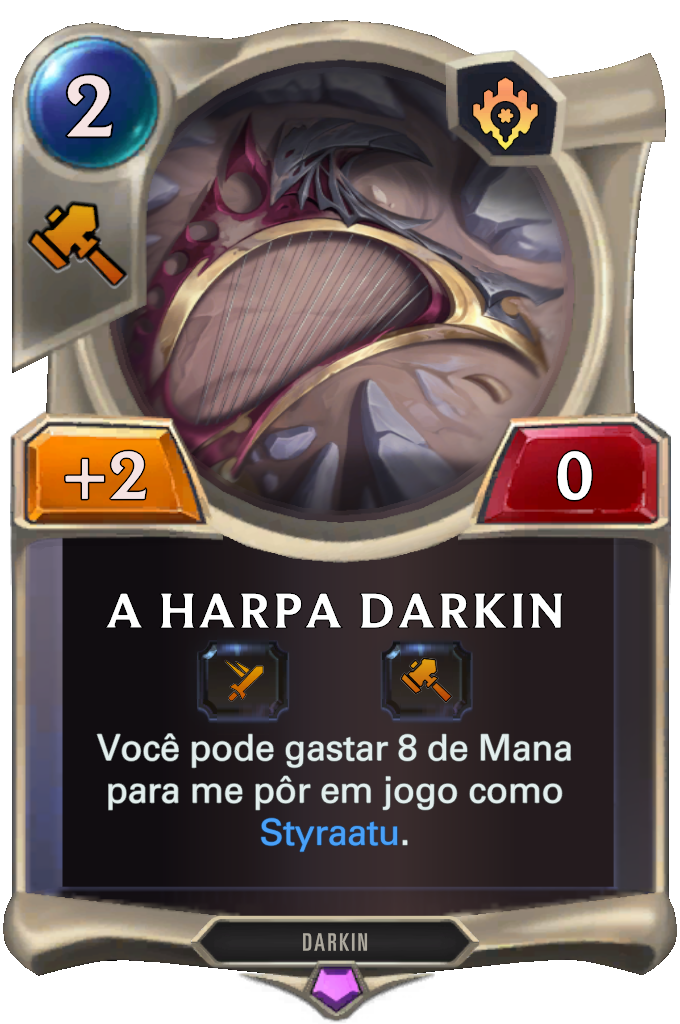 2
+2
0
A HARPA DARKIN
Você pode gastar 8 de Mana
para me pôr em jogo como
Styraatu.
DARKIN